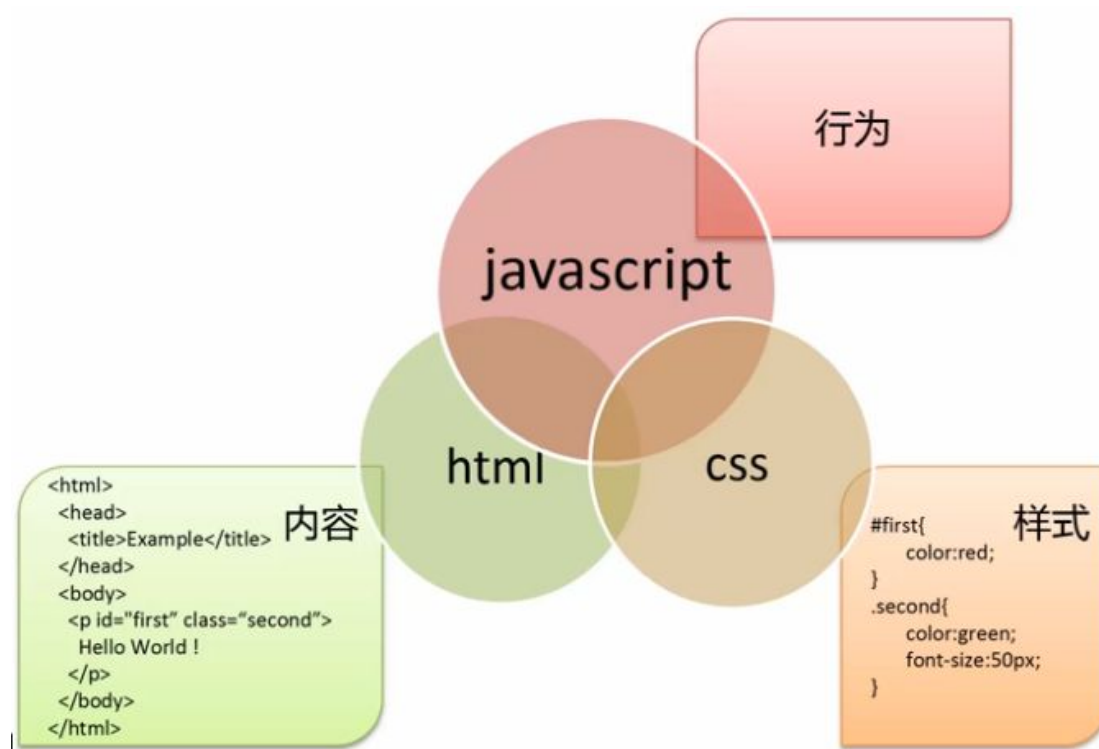 行为
javascript
html
css
内容
<html>
<head>
<title>Example</title>
</head>
<body>
<p id="first” class=“second”>
Hello World !
</p>
</body>
</html>
样式
#first{
color:red;
}
.second{
color:green;
font-size:50px;
}